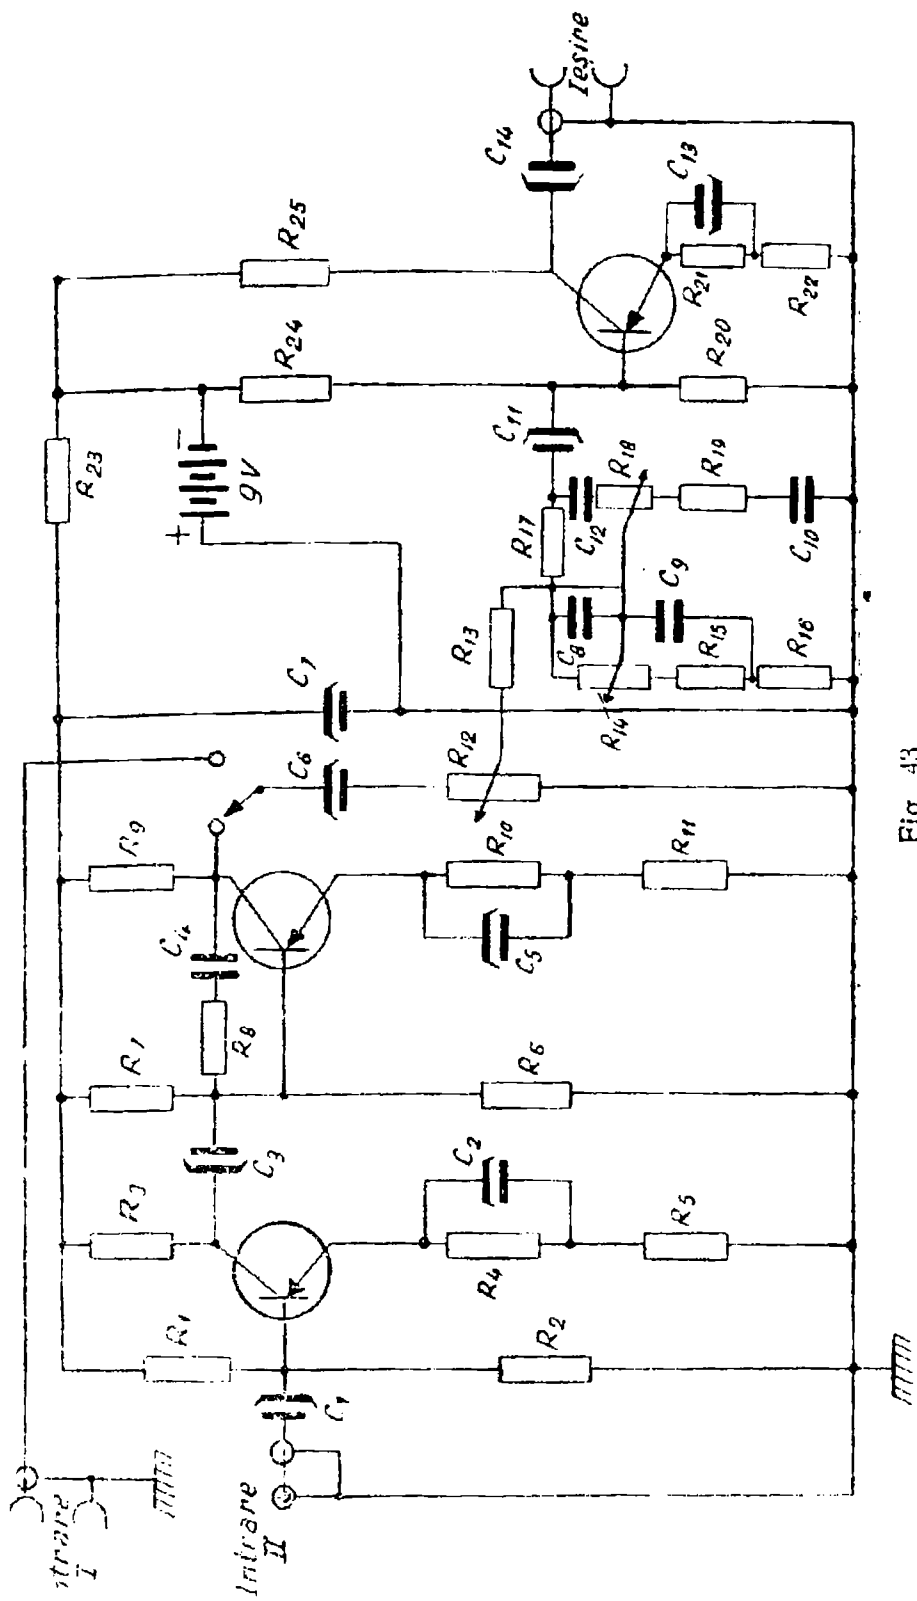 Intrare
II
I
R1
R2
R3
R4
R5
R6
R7
R8
R9
R10
R11
R12
R13
R14
R15
R16
R17
R18
R19
R20
R21
R22
R23
R24
R25
C1
C2
C3
C5
C6
C7
C8
C9
C10
C11
C12
C13
C14
+
−
9V
Iesire
Fig. 43